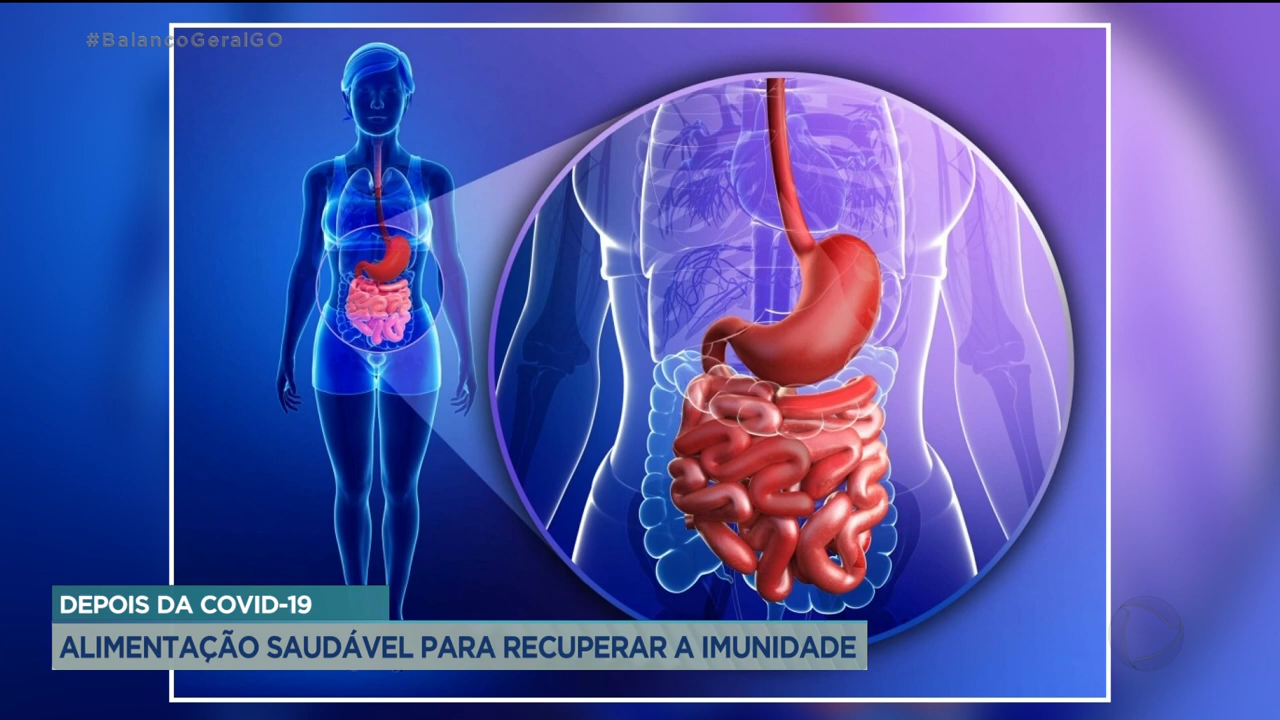 #BalancoGeralGO
DEPOIS DA COVID-19
ALIMENTAÇÃO SAUDÁVEL PARA RECUPERAR A IMUNIDADE